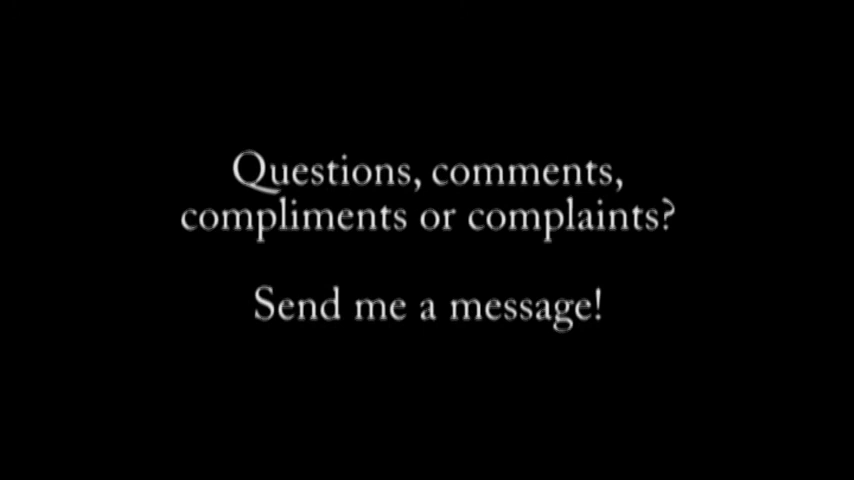 Questions, comments,
compliments or complaints?
Send me a message!